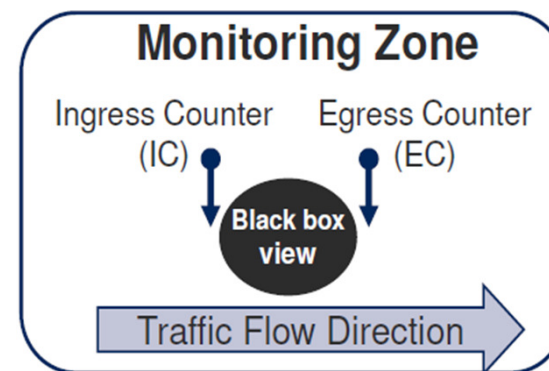 Monitoring Zone
Ingress Counter
(IC)
Egress Counter
(EC)
Black box
view
Traffic Flow Direction